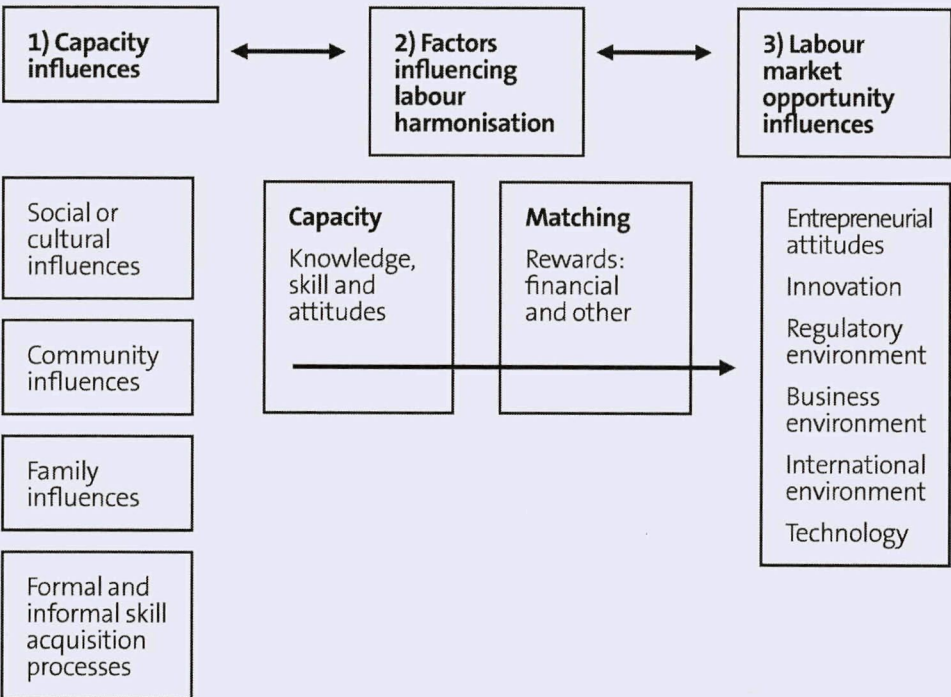 1) Capacity
influences
2) Factors
influencing
labour
harmonisation
3) Labour
market
opportunity
influences
Social or
cultural
influences
Community
influences
Family
influences
Formal and
informal skill
acquisition
processes
Capacity
Knowledge,
skill and
attitudes
Matching
Rewards:
financial
and other
Entrepreneurial
attitudes
Innovation
Regulatory
environment
Business
environment
International
environment
Technology